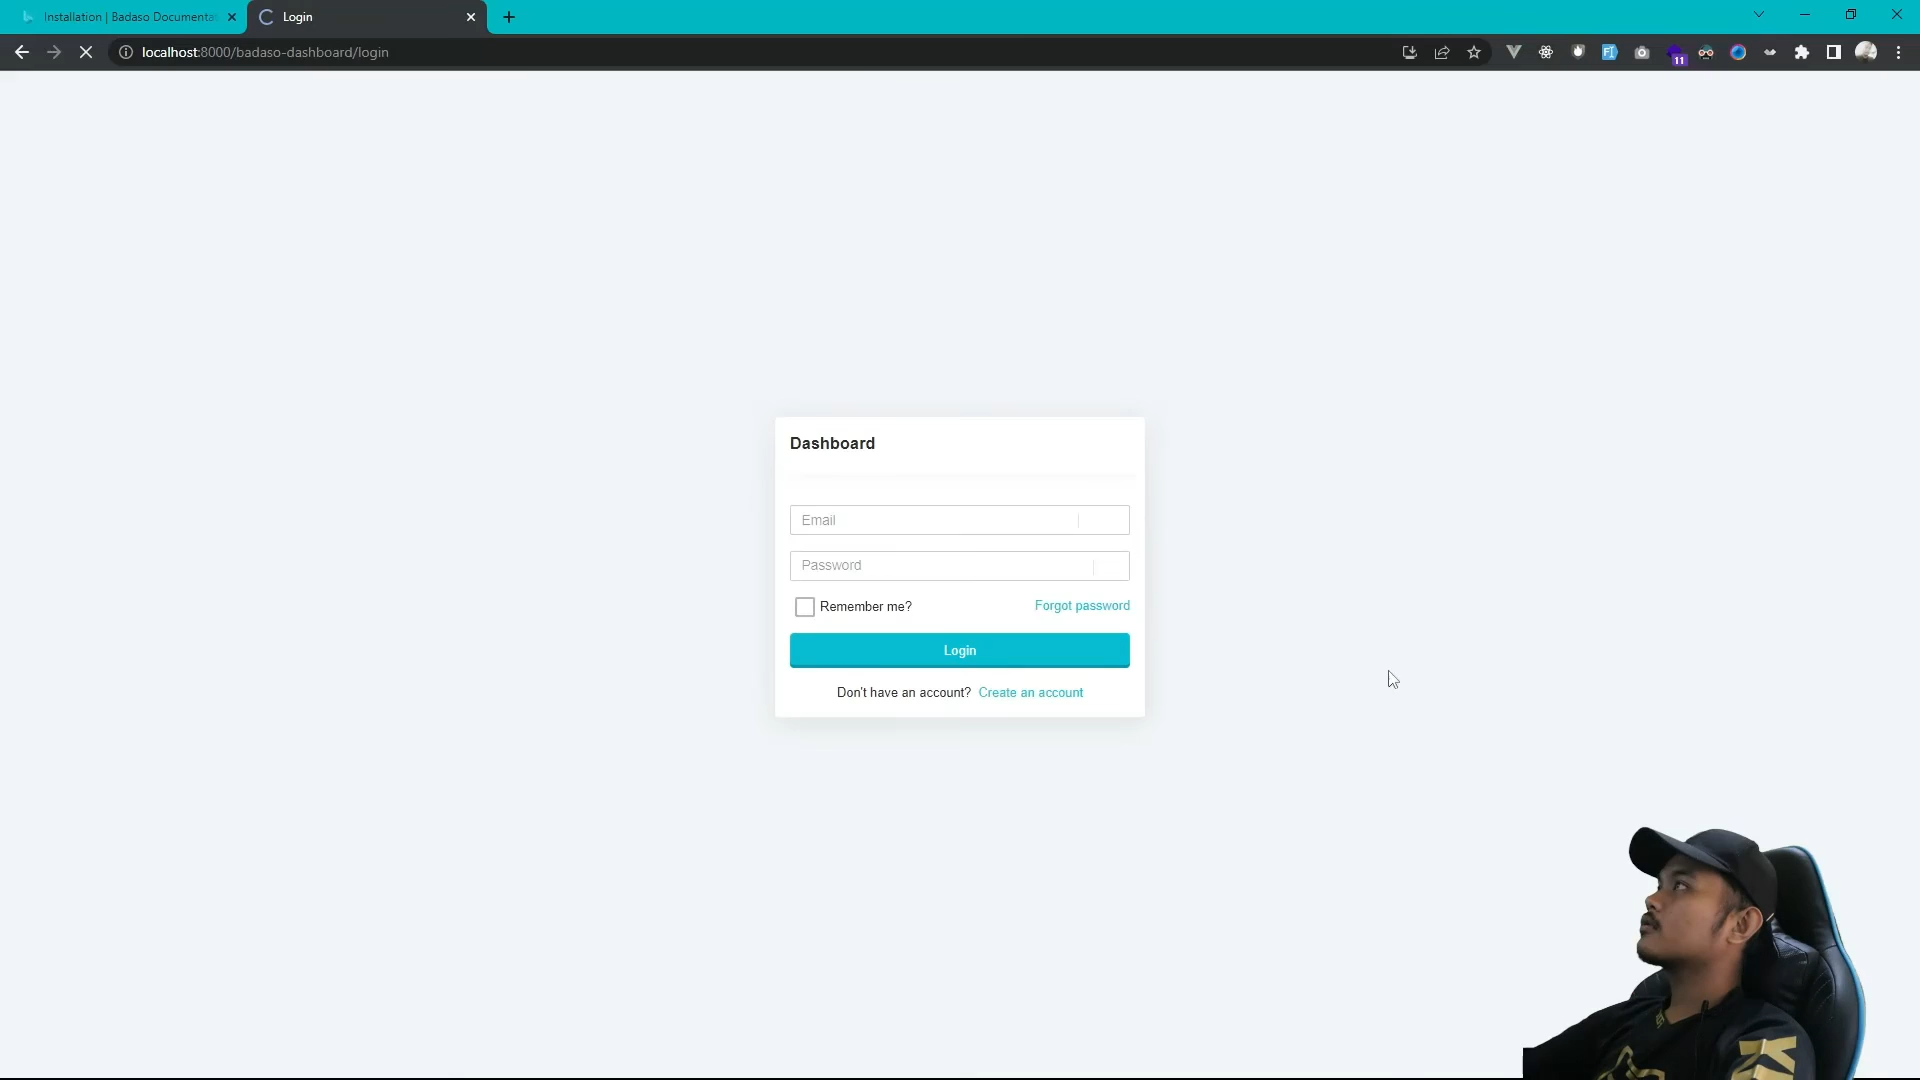 Installation | Badaso Documenta
Login
localhost:8000/badaso-dashboard/login
11
Dashboard
Email
Password
Remember me?
Forgot password
Login
Don't have an account? Create an account